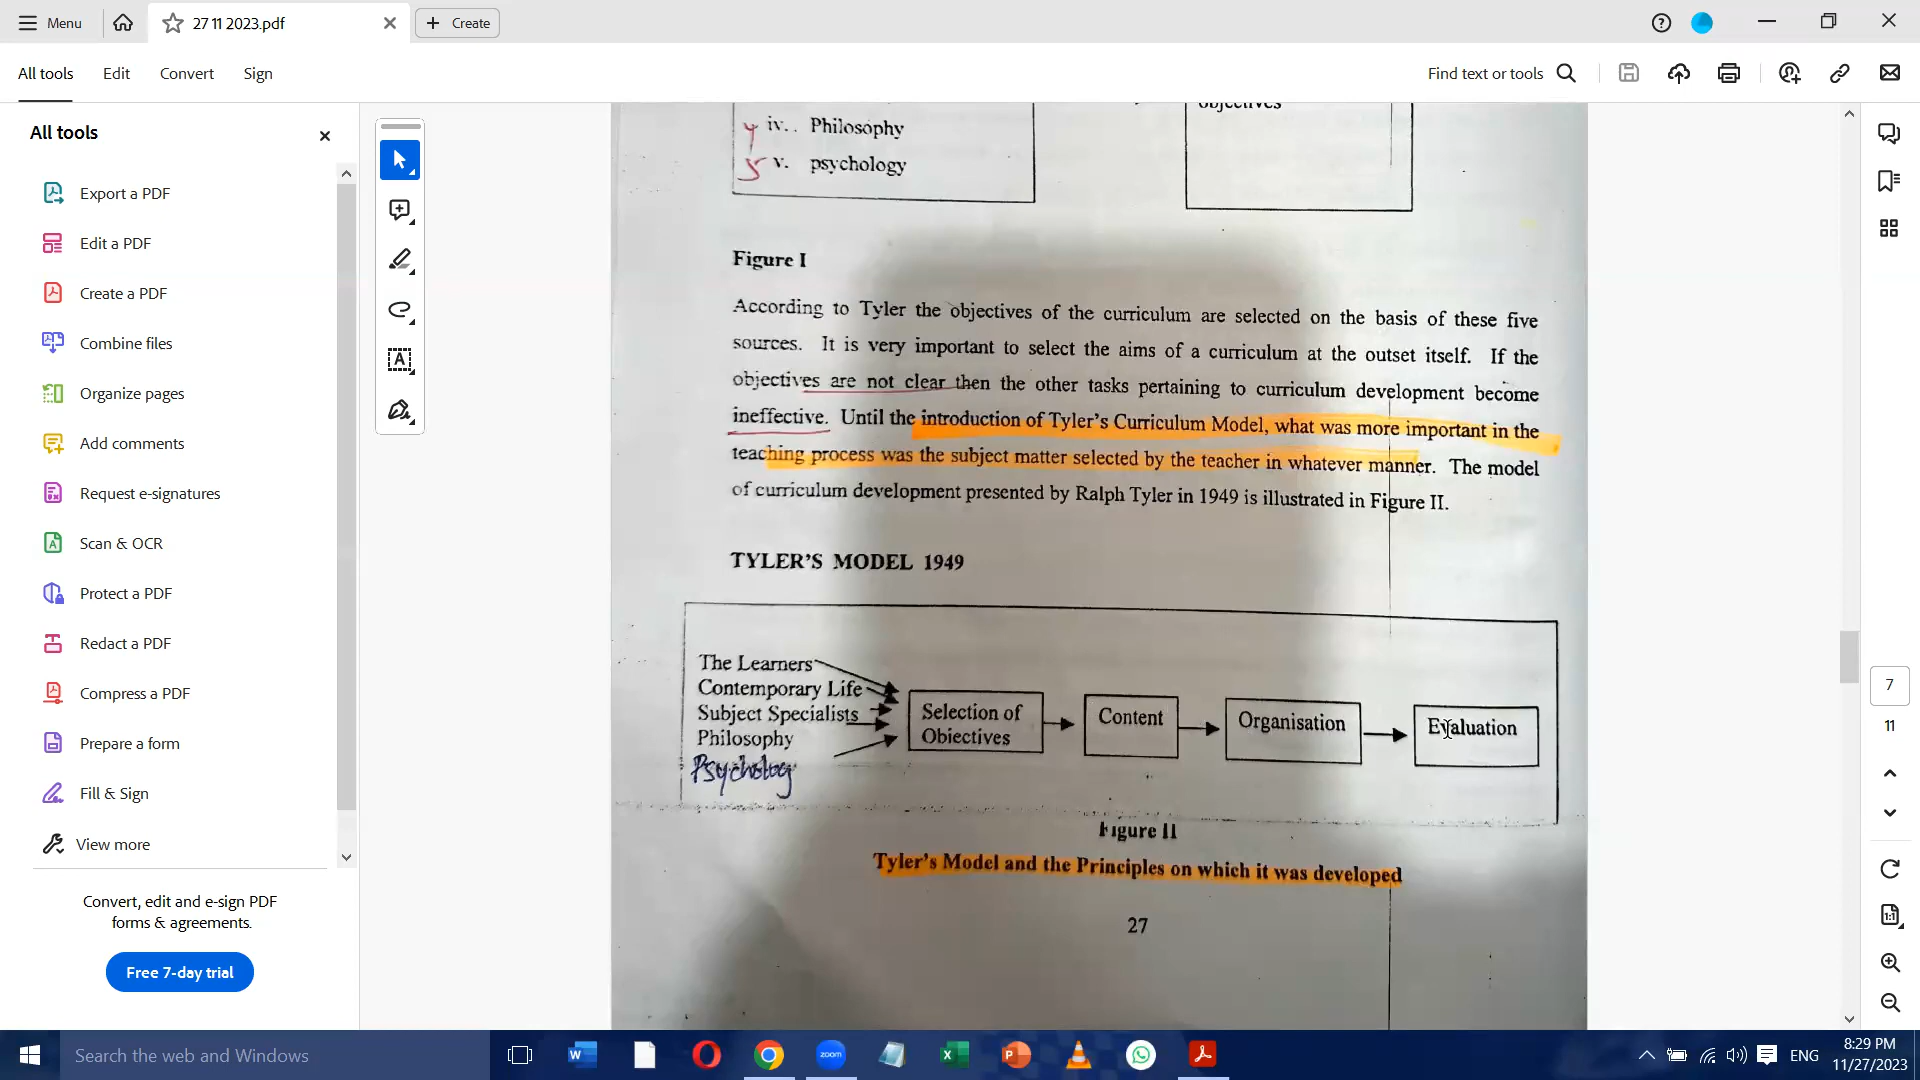 Menu
27 11 2023.pdf
Create
All tools
Edit
Convert
Sign
Find text or tools
All tools
Export a PDF
Edit a PDF
Create a PDF
Combine files
Organize pages
Add comments
Request e-signatures
Scan & OCR
Protect a PDF
Redact a PDF
Compress a PDF
Prepare a form
Fill & Sign
View more
Convert, edit and e-sign PDF
forms & agreements.
Free 7-day trial
objectives
4 iv.. Philosophy
5 v. psychology
Figure I
According to Tyler the objectives of the curriculum are selected on the basis of these five
sources. It is very important to select the aims of a curriculum at the outset itself. If the
objectives are not clear then the other tasks pertaining to curriculum development become
ineffective. Until the introduction of Tyler's Curriculum Model, what was more important in the
teaching process was the subject matter selected by the teacher in whatever manner. The model
of curriculum development presented by Ralph Tyler in 1949 is illustrated in Figure II.
TYLER'S MODEL 1949
The Learners
Contemporary Life
Subject Specialists
Philosophy
Psycholog
Selection of
Objectives
Content
Organisation
Evaluation
Figure II
Tyler's Model and the Principles on which it was developed
27
7
11
1:1
Search the web and Windows
zoom
ENG
8:29 PM
11/27/2023